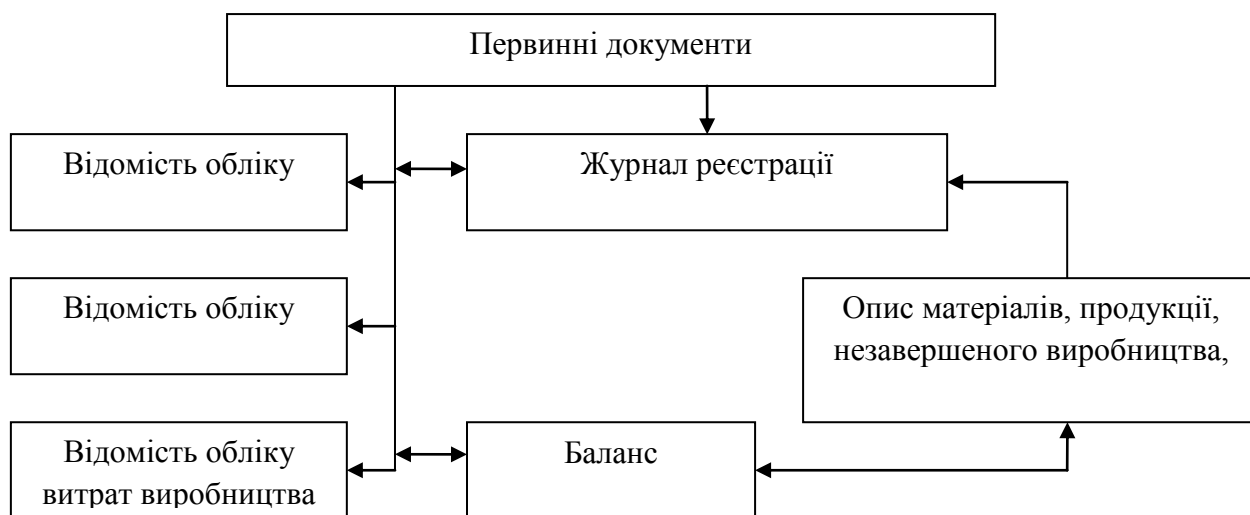 Первинні документи
Відомість обліку
Журнал реєстрації
Відомість обліку
Опис матеріалів, продукції,
незавершеного виробництва,
Відомість обліку
витрат виробництва
Баланс